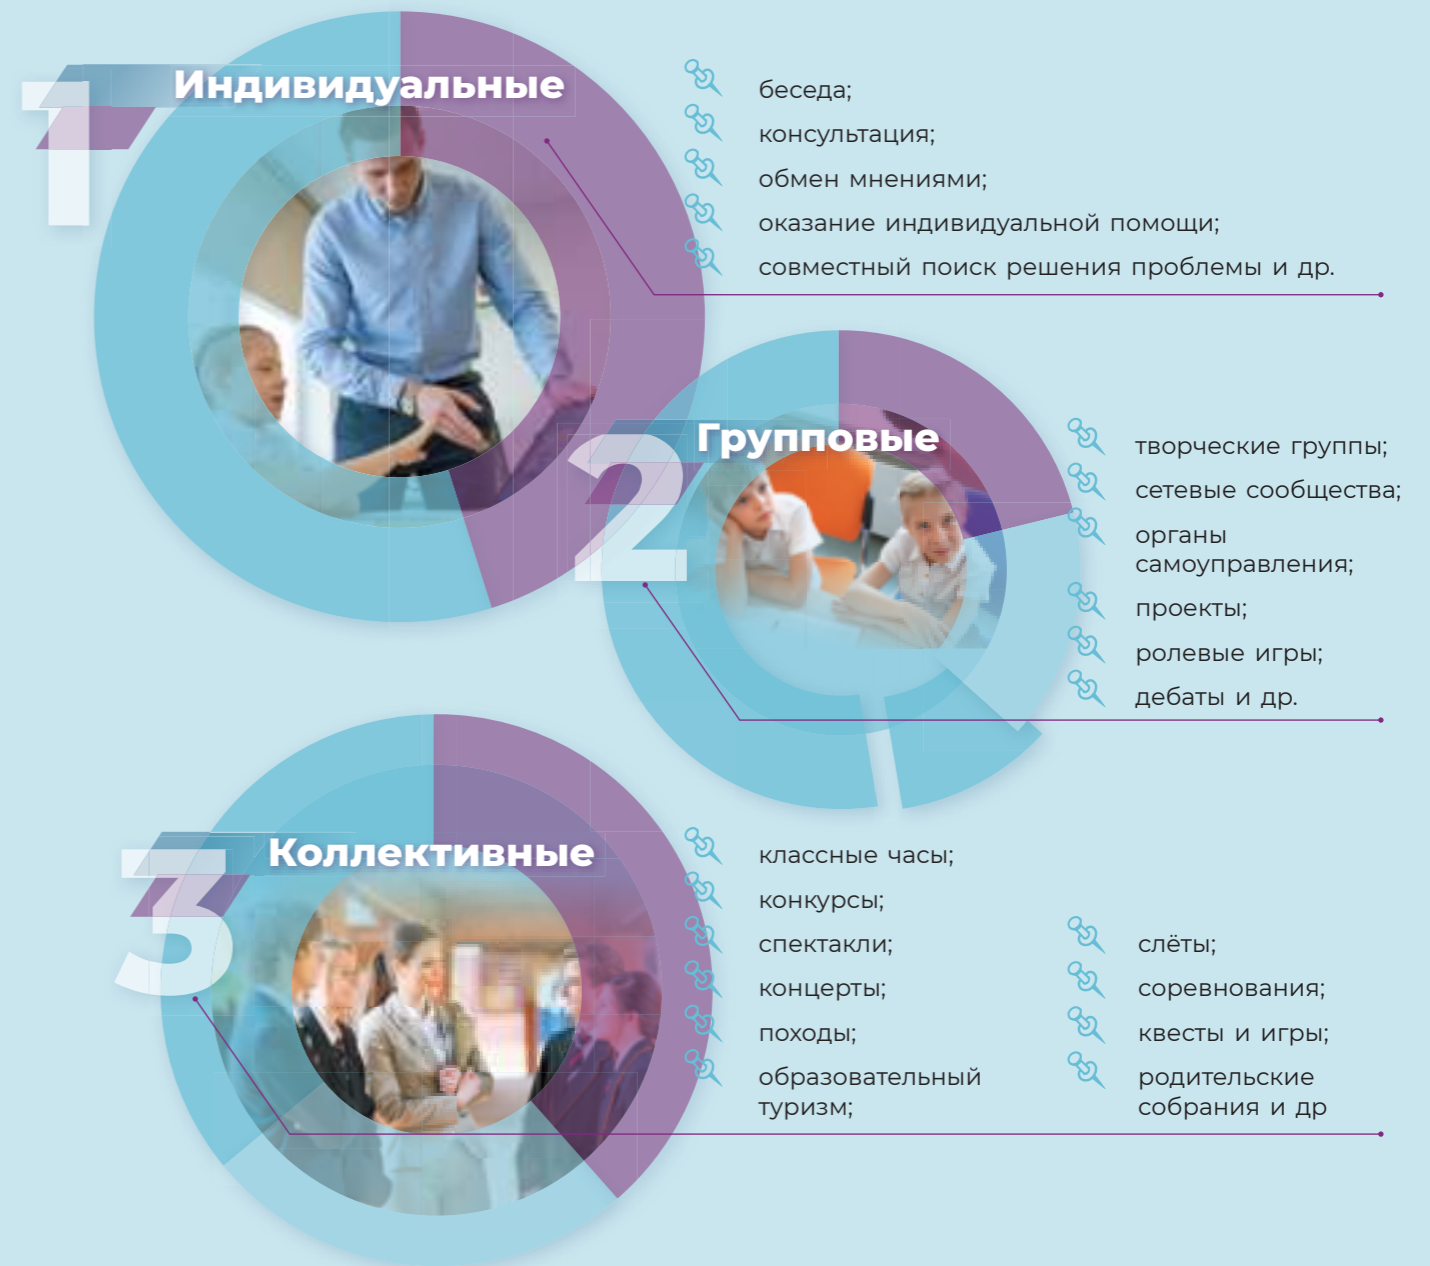 1
Индивидуальные
беседа;
консультация;
обмен мнениями;
оказание индивидуальной помощи;
совместный поиск решения проблемы и др.
2
Групповые
творческие группы;
сетевые сообщества;
органы
самоуправления;
проекты;
ролевые игры;
дебаты и др.
3
Коллективные
классные часы;
конкурсы;
спектакли;
концерты;
походы;
образовательный
туризм;
слёты;
соревнования;
квесты и игры;
родительские
собрания и др